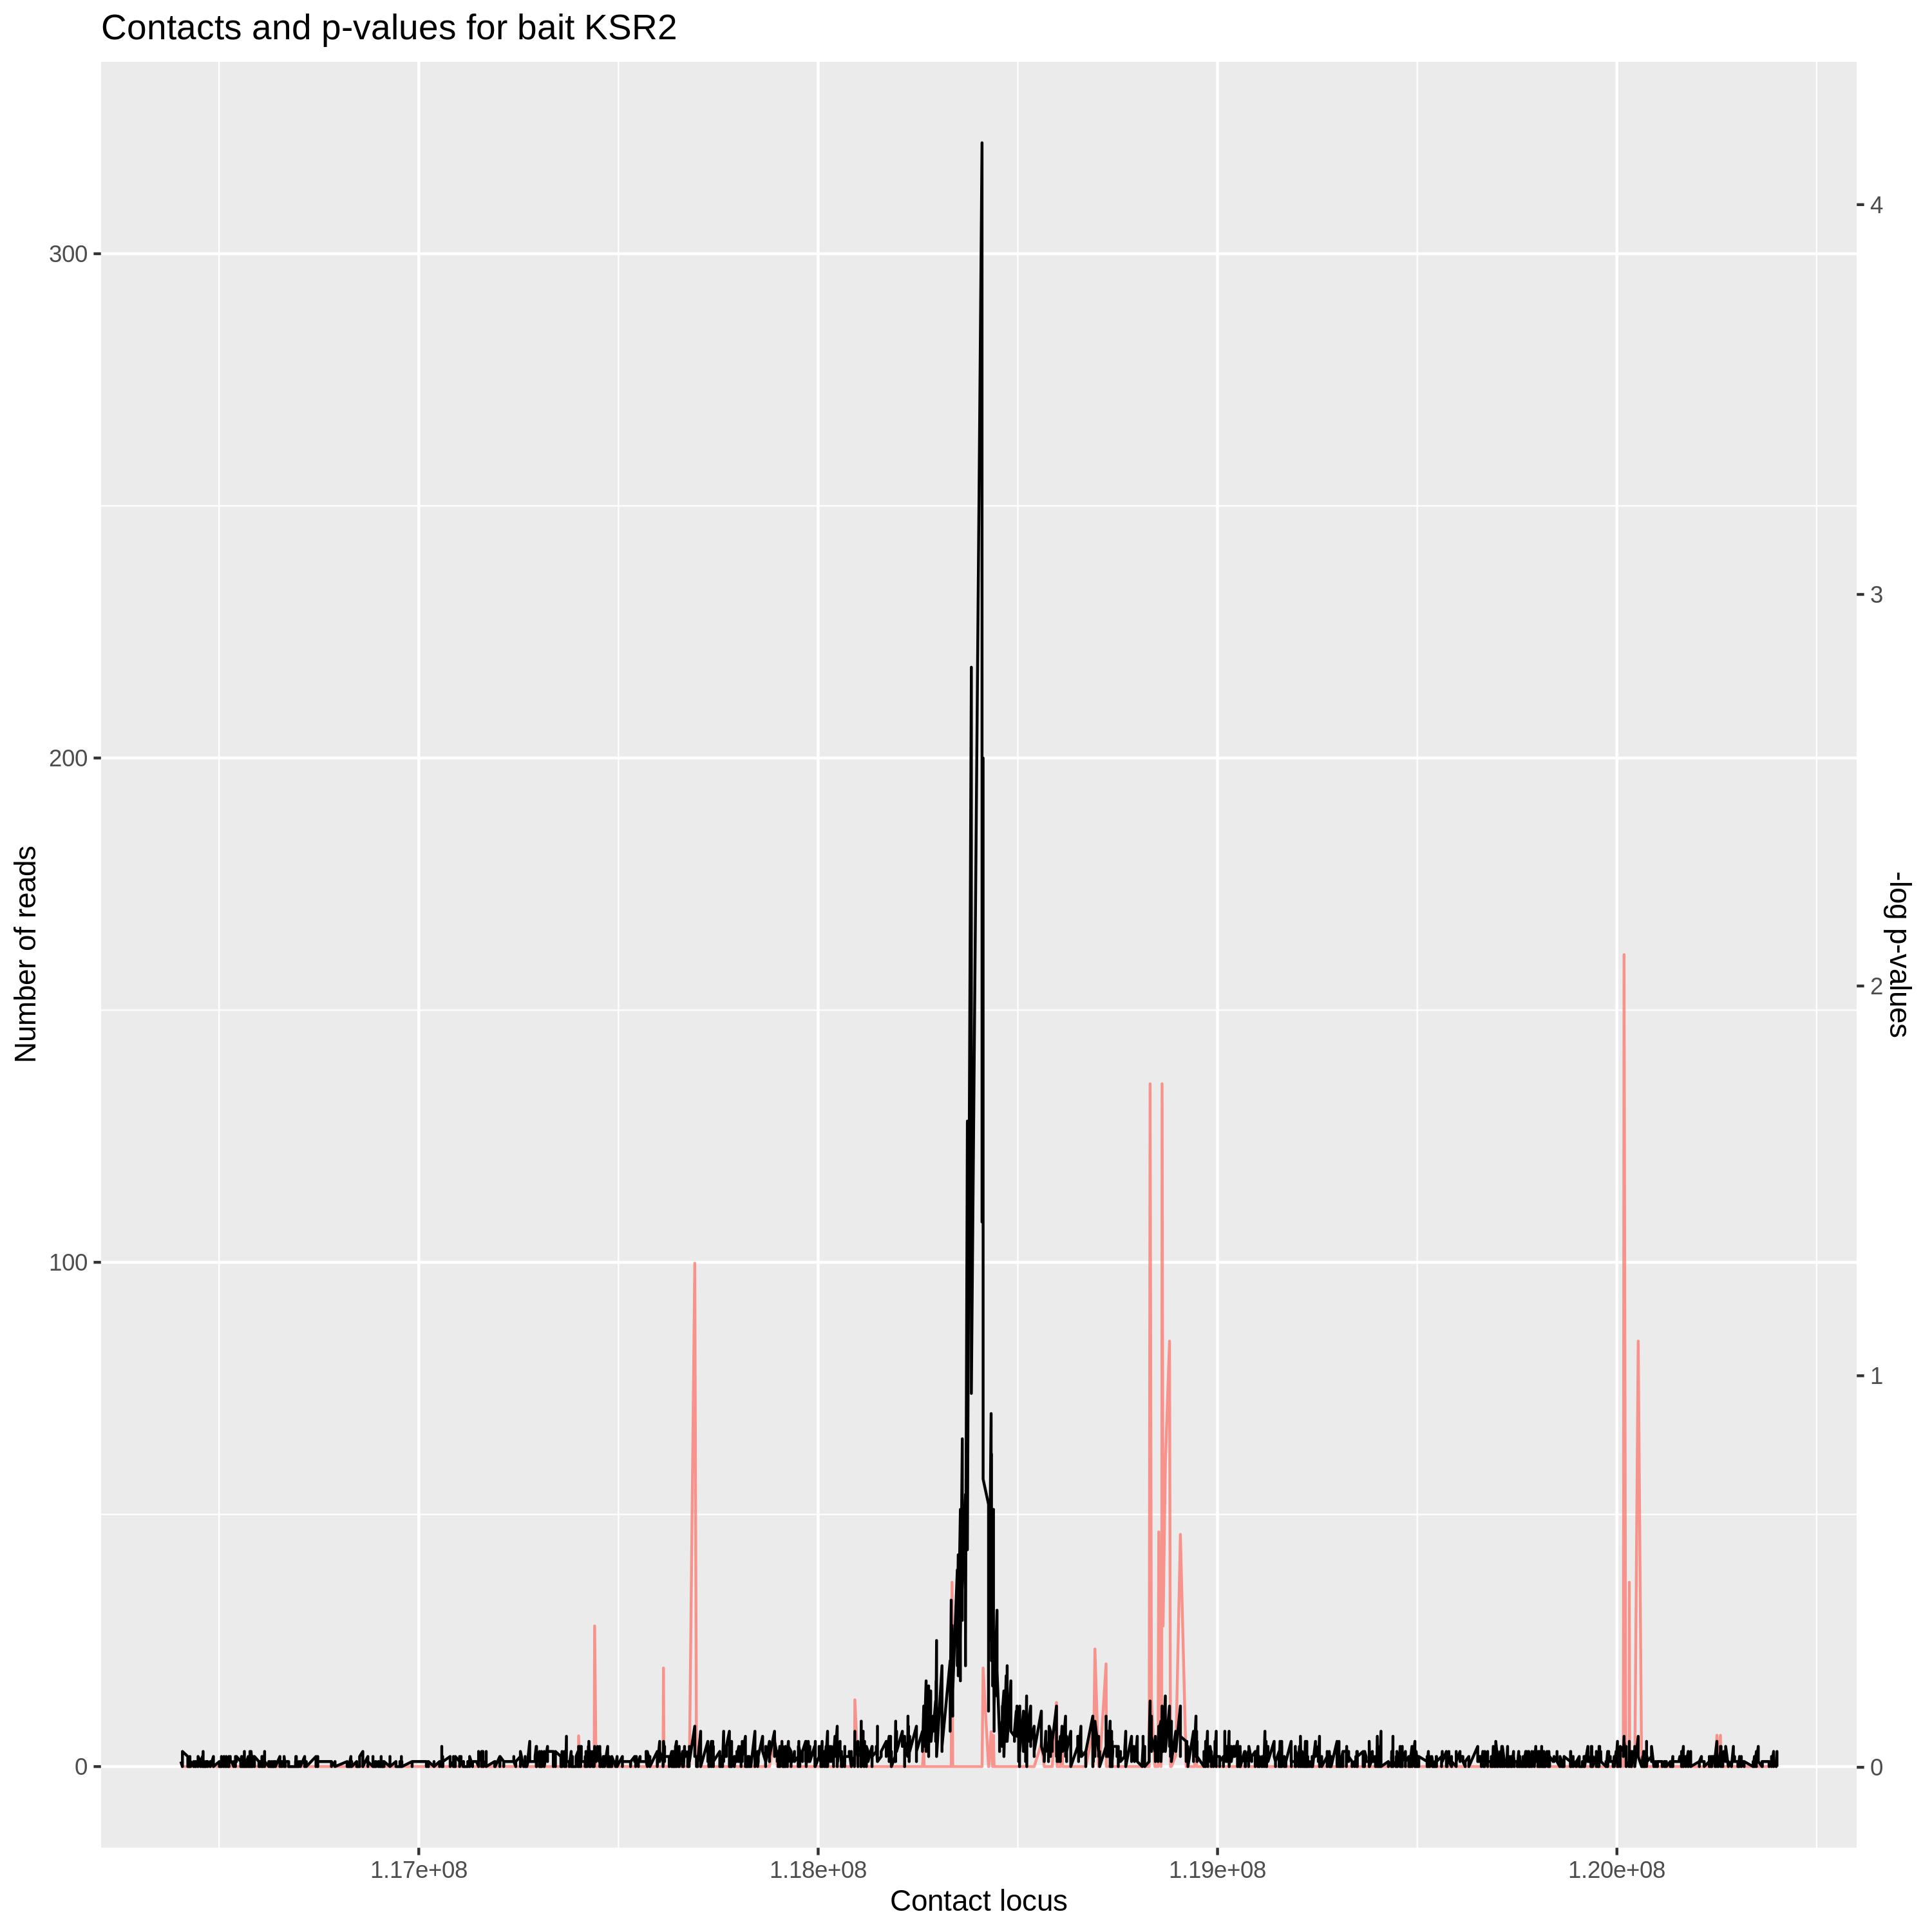 Contacts and p-values for bait KSR2
Number of reads
300
200
100
0
4
3
2
1
0
-log p-values
1.17e+08
1.18e+08
1.19e+08
1.20e+08
Contact locus